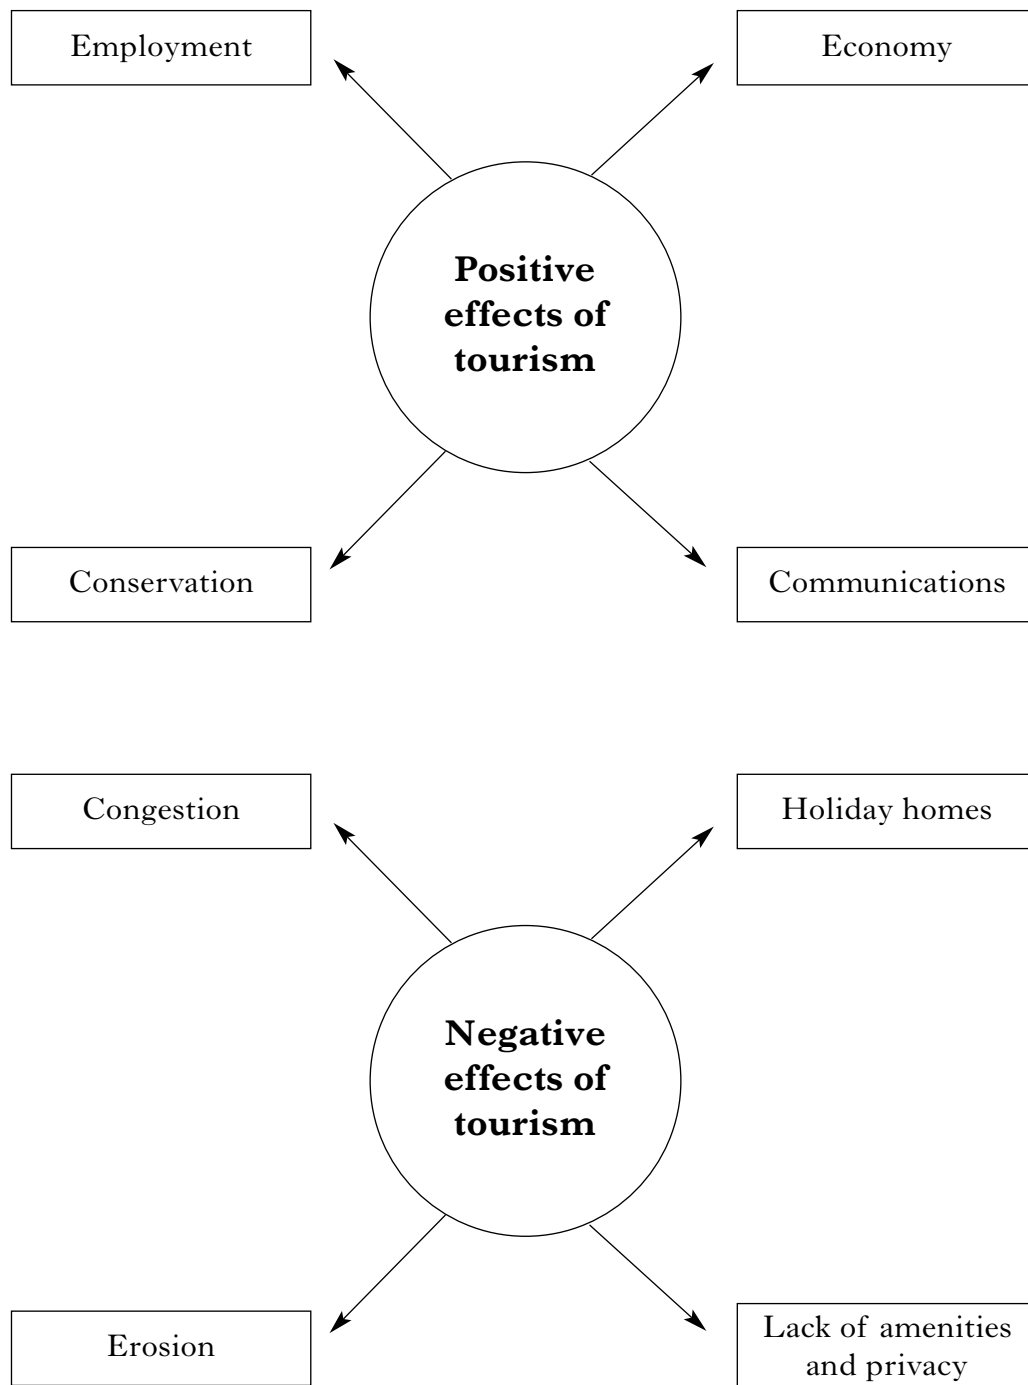 Employment
Economy
Positive
effects of
tourism
Conservation
Communications
Congestion
Holiday homes
Negative
effects of
tourism
Erosion
Lack of amenities
and privacy